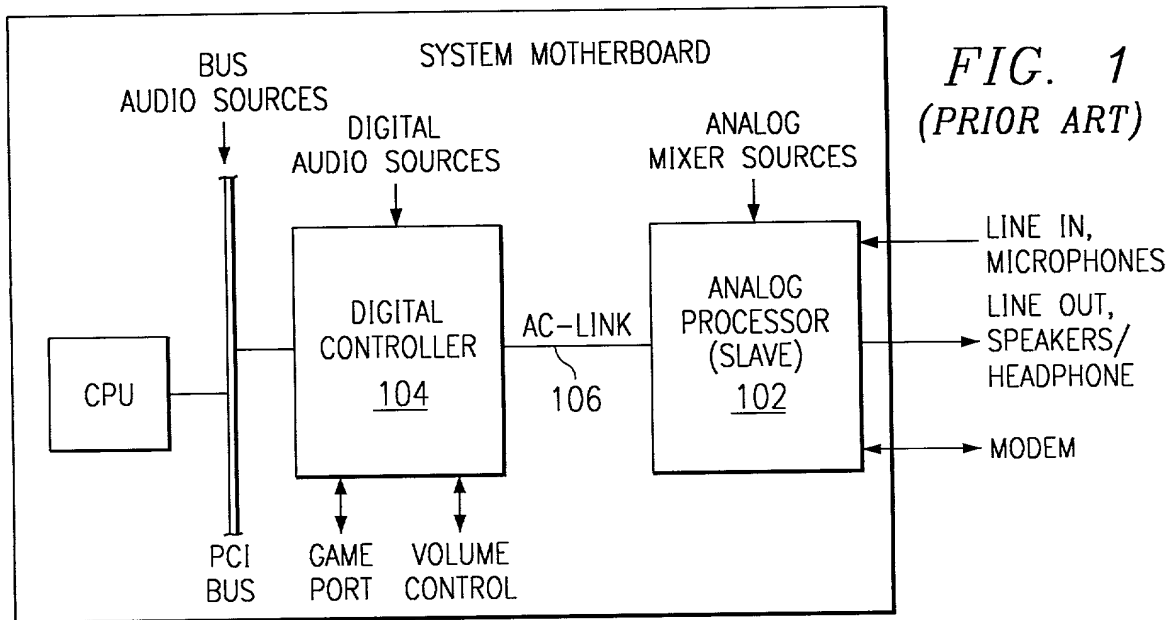 SYSTEM MOTHERBOARD
FIG. 1
(PRIOR ART)
BUS
AUDIO SOURCES
DIGITAL
AUDIO SOURCES
ANALOG
MIXER SOURCES
CPU
DIGITAL
CONTROLLER
104
AC-LINK
106
ANALOG
PROCESSOR
(SLAVE)
102
LINE IN,
MICROPHONES
LINE OUT,
SPEAKERS/
HEADPHONE
MODEM
PCI
BUS
GAME
PORT
VOLUME
CONTROL